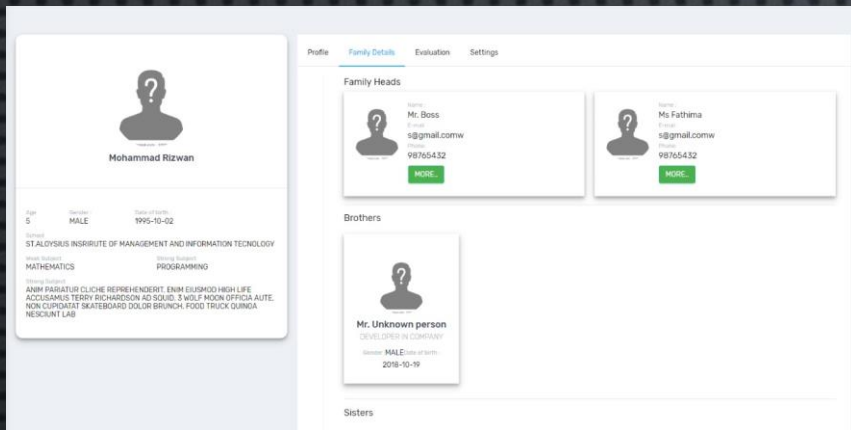 Mohammad Rizwan
Age
Gender :
Date of birth :
5
MALE
1995-10-02
School
ST.ALOYSIUS INSRIRUTE OF MANAGEMENT AND INFORMATION TECNOLOGY
Weak Subject
Strong Subject
MATHEMATICS
PROGRAMMING
Strong Subject
ANIM PARIATUR CLICHE REPREHENDERIT, ENIM EIUSMOD HIGH LIFE
ACCUSAMUS TERRY RICHARDSON AD SQUID. 3 WOLF MOON OFFICIA AUTE,
NON CUPIDATAT SKATEBOARD DOLOR BRUNCH. FOOD TRUCK QUINOA
NESCIUNT LAB
Profile
Family Details
Evaluation
Settings
Family Heads
Name :
Mr. Boss
E-mail
s@gmail.comw
Phone:
98765432
MORE..
Name :
Ms Fathima
E-mail
s@gmail.comw
Phone:
98765432
MORE..
Brothers
Mr. Unknown person
DEVELOPER IN COMPANY
Gender: MALE Date of birth :
2018-10-19
Sisters